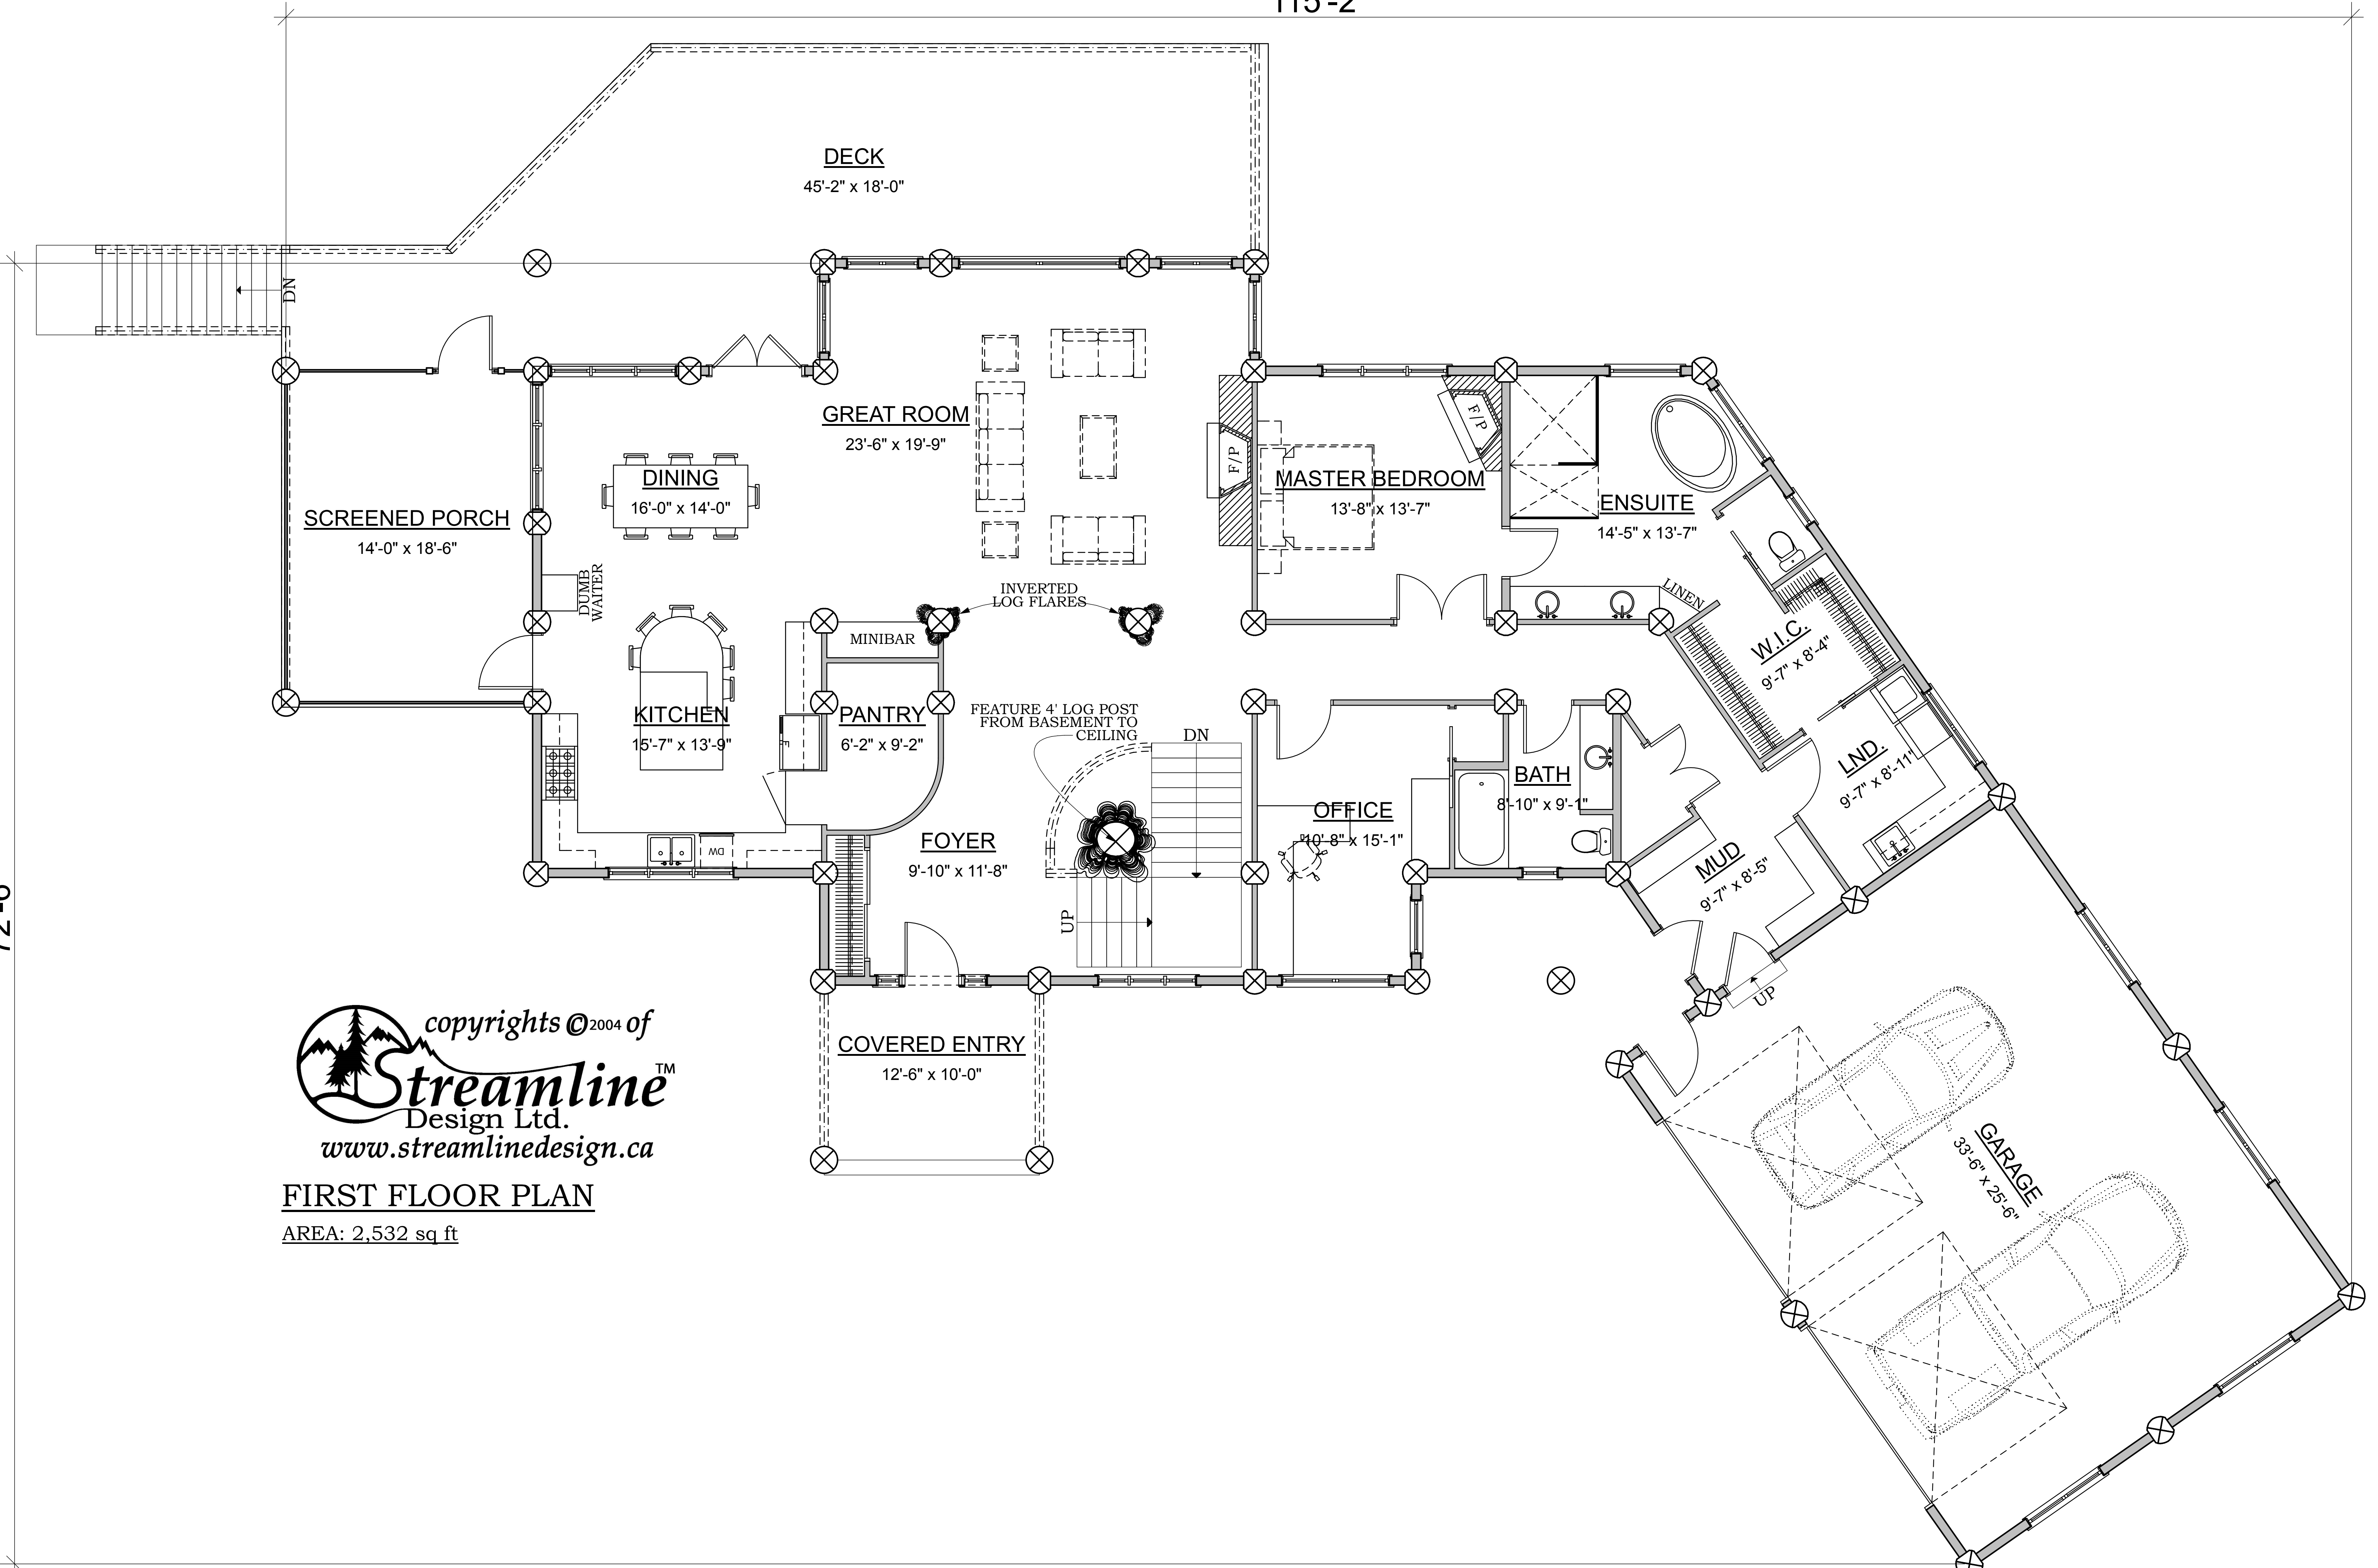 115'-2"
DECK
45'-2" x 18'-0"
DN
GREAT ROOM
23'-6" x 19'-9"
F/P
F/P
DINING
16'-0" x 14'-0"
MASTER BEDROOM
13'-8" x 13'-7"
ENSUITE
14'-5" x 13'-7"
SCREENED PORCH
14'-0" x 18'-6"
DUMB
WAITER
INVERTED
LOG FLARES
LINEN
MINIBAR
W.I.C.
9'-7" x 8'-4"
KITCHEN
15'-7" x 13'-9"
PANTRY
6'-2" x 9'-2"
FEATURE 4' LOG POST
FROM BASEMENT TO
CEILING
DN
BATH
8'-10" x 9'-1"
LND.
9'-7" x 8'-11"
OFFICE
10'-8" x 15'-1"
FOYER
9'-10" x 11'-8"
DW
MUD
9'-7" x 8'-5"
UP
UP
COVERED ENTRY
12'-6" x 10'-0"
GARAGE
33'-6" x 25'-6"
copyrights © 2004 of
Streamline™
Design Ltd.
www.streamlinedesign.ca
FIRST FLOOR PLAN
AREA: 2,532 sq ft